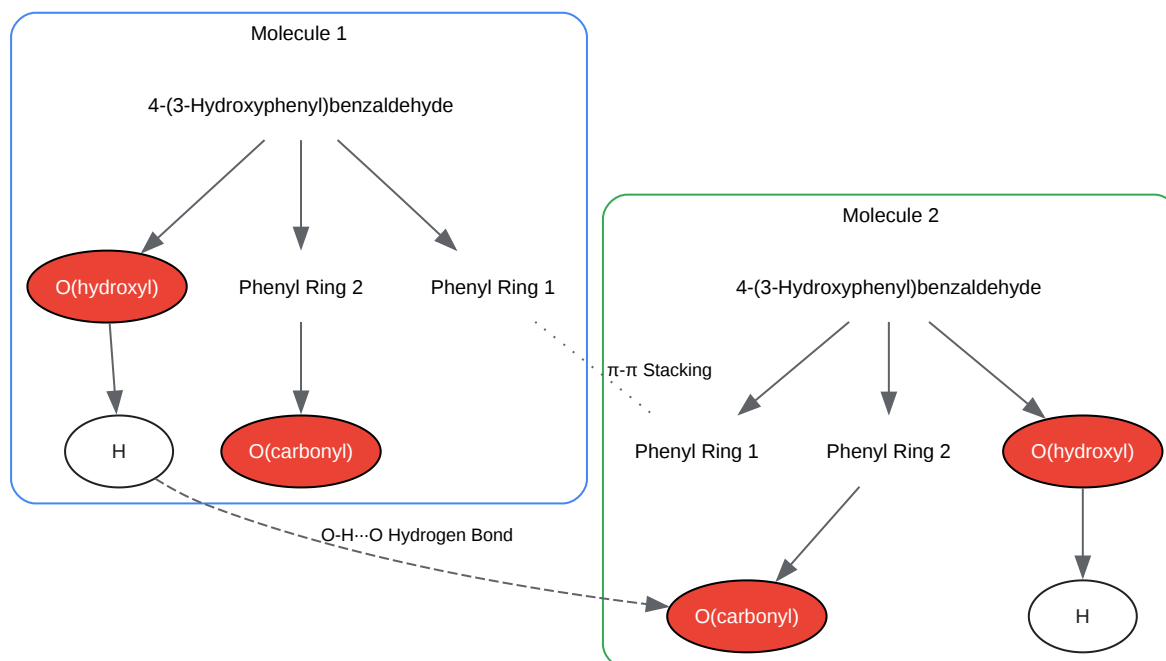 Molecule 1
4-(3-Hydroxyphenyl)benzaldehyde
O(hydroxyl)
Phenyl Ring 2
Phenyl Ring 1
H
O(carbonyl)
Molecule 2
4-(3-Hydroxyphenyl)benzaldehyde
π-π Stacking
Phenyl Ring 1
Phenyl Ring 2
O(hydroxyl)
O-H···O Hydrogen Bond
O(carbonyl)
H